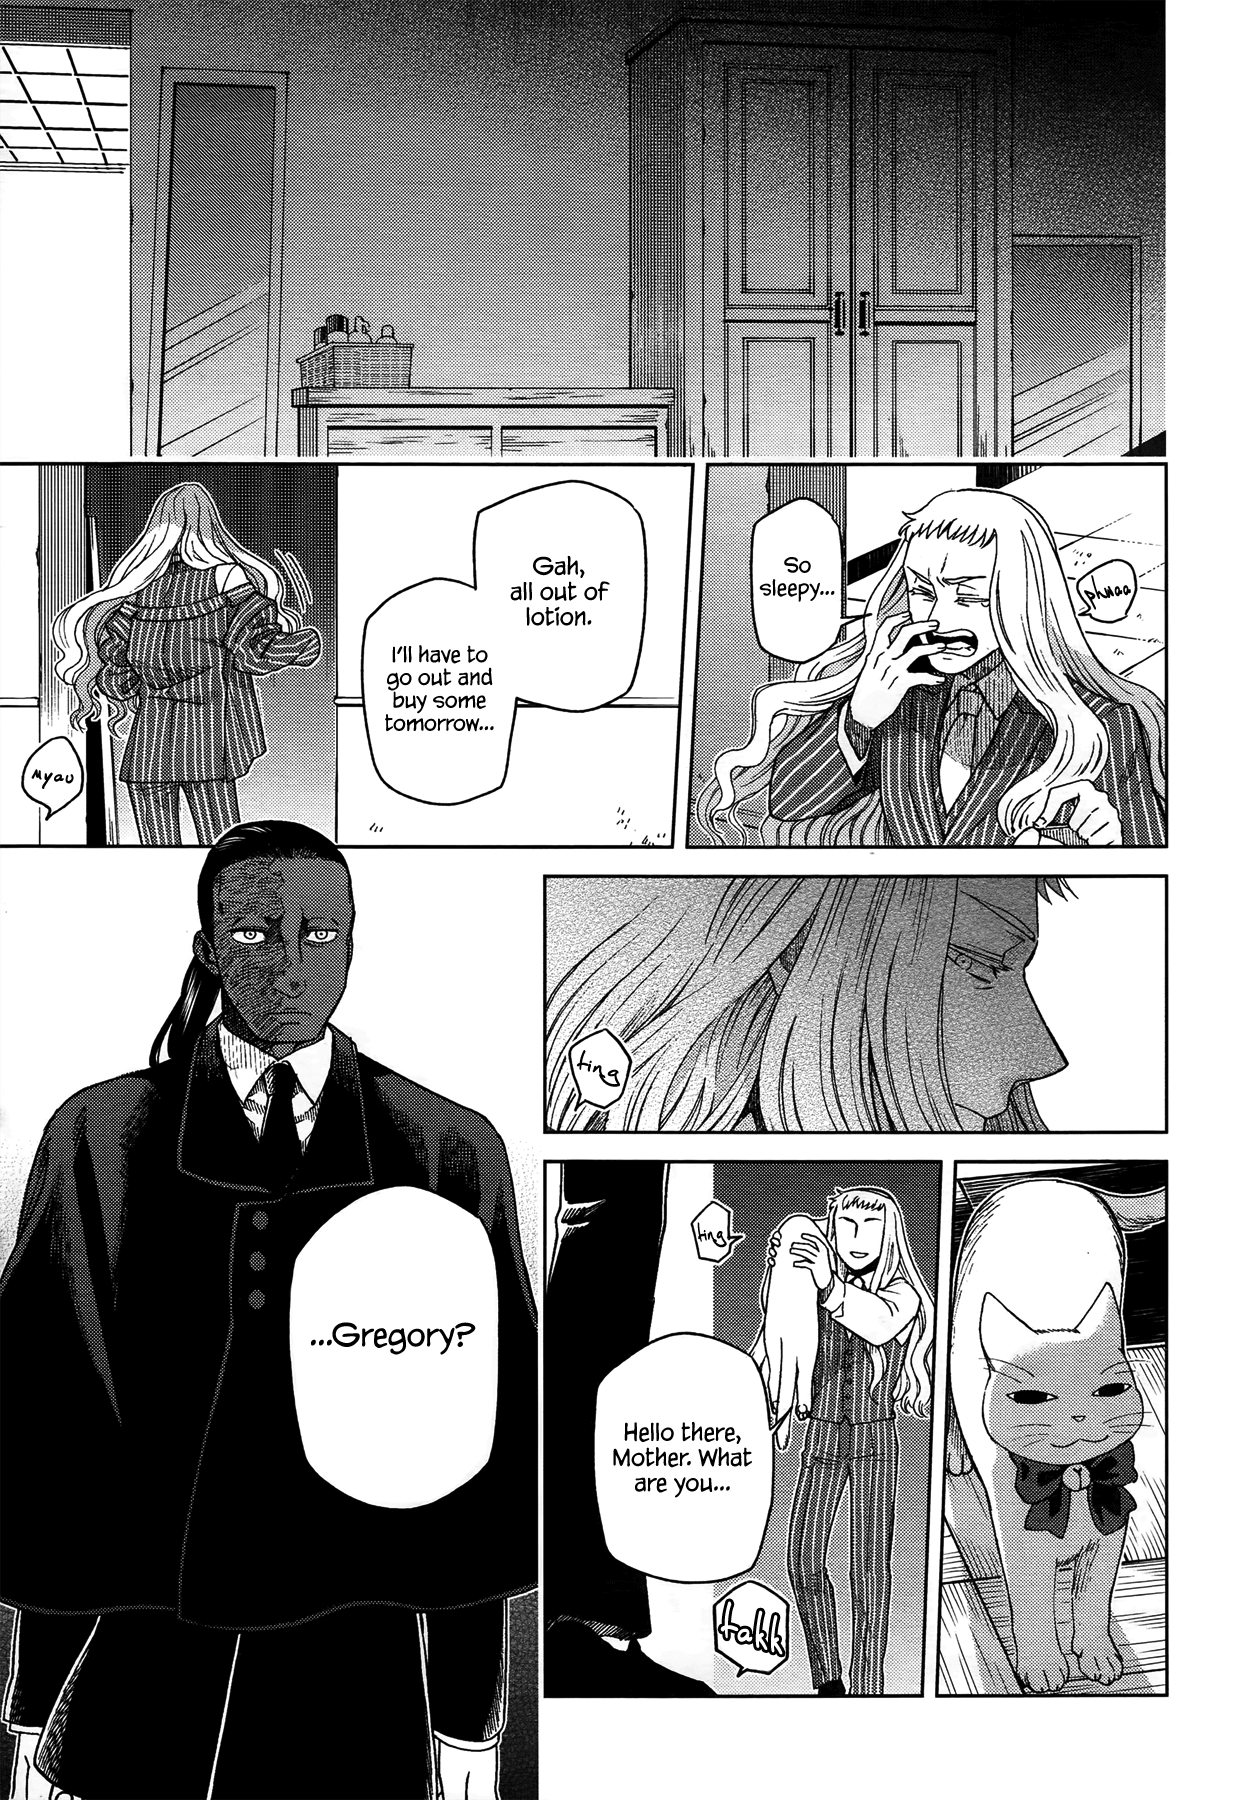 phuaa
So
sleepy...
Gah,
all out of
lotion.
I'll have to
go out and
buy some
tomorrow...
myau
ting
ting
Hello there,
Mother. What
are you...
takk
...Gregory?